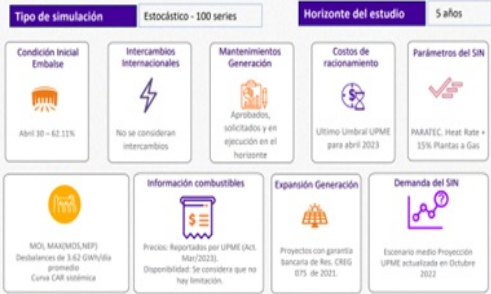 Tipo de simulación
Estocástico - 100 series
Horizonte del estudio
5 años
Condición Inicial
Embalse
Abril 30 – 62.11%
Intercambios
Internacionales
No se consideran
intercambios
Mantenimientos
Generación
Aprobados,
solicitados y en
ejecución en el
horizonte
Costos de
racionamiento
Ultimo Umbral UPME
para abril 2023
Parámetros del SIN
PARATEC. Heat Rate +
15% Plantas a Gas
MOI, MAX(MOS,NEP)
Desbalances de 3.62 GWh/día
promedio
Curva CAR sistémica
Información combustibles
Precios: Reportados por UPME (Act.
Mar/2023).
Disponibilidad: Se considera que no
hay limitación.
Expansión Generación
Proyectos con garantía
bancaria de Res. CREG
075 de 2021.
Demanda del SIN
Escenario medio Proyección
UPME actualizada en Octubre
2022